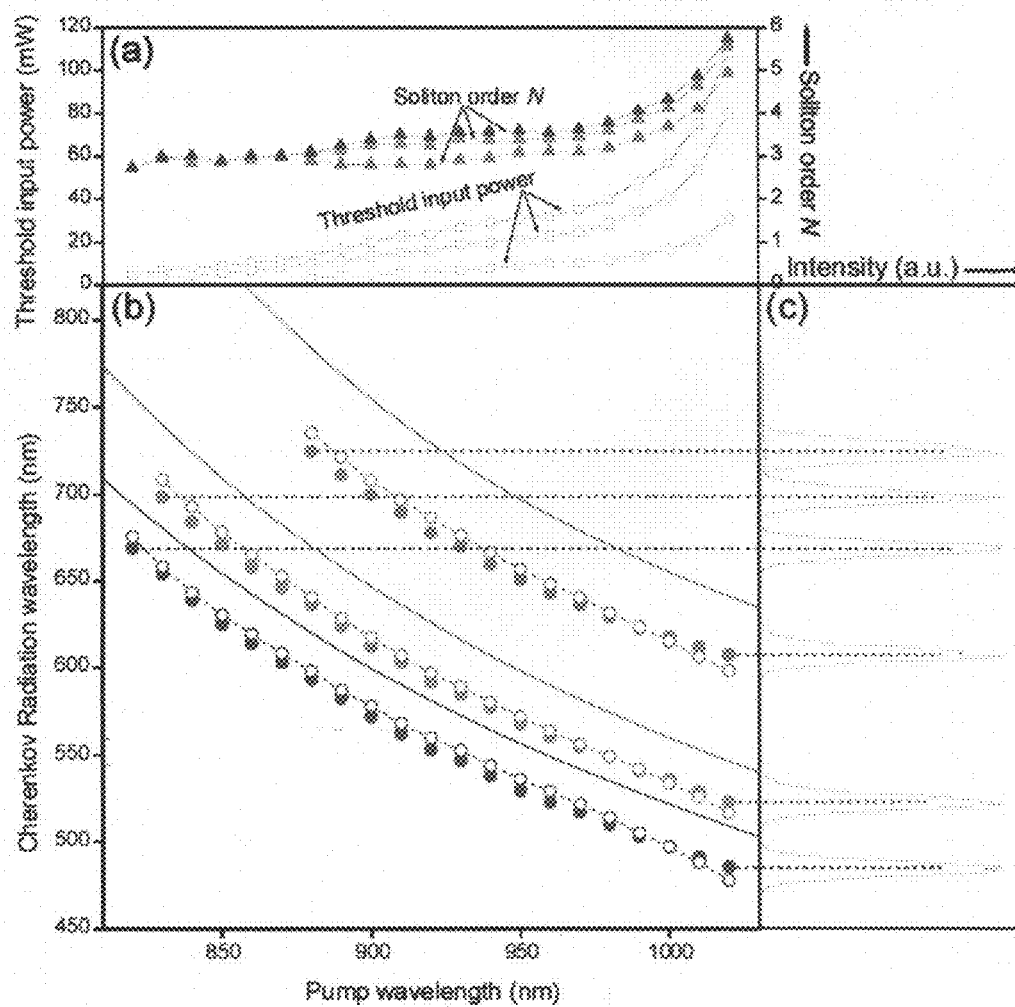 (a)
Threshold input power (mW)
120
100
80
60
40
20
0
Soliton order N
Threshold input power
6
5
4
3
2
1
0
Soliton order N
Intensity (a.u.)
(b)
(c)
Cherenkov Radiation wavelength (nm)
800
750
700
650
600
550
500
450
850
900
950
1000
Pump wavelength (nm)